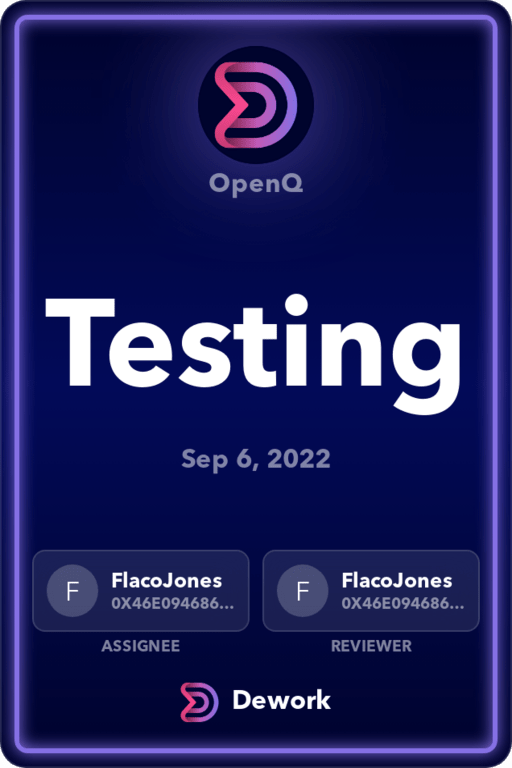 OpenQ
Testing
Sep 6, 2022
F
FlacoJones
0X46E094686...
ASSIGNEE
F
FlacoJones
0X46E094686...
REVIEWER
Dework